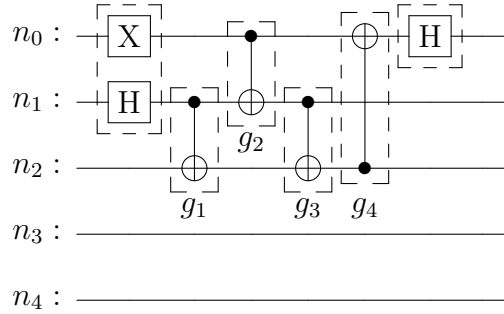 n₀ : X H
n₁ : H
g₂
n₂ :
g₁ g₃ g₄
n₃ :
n₄ :